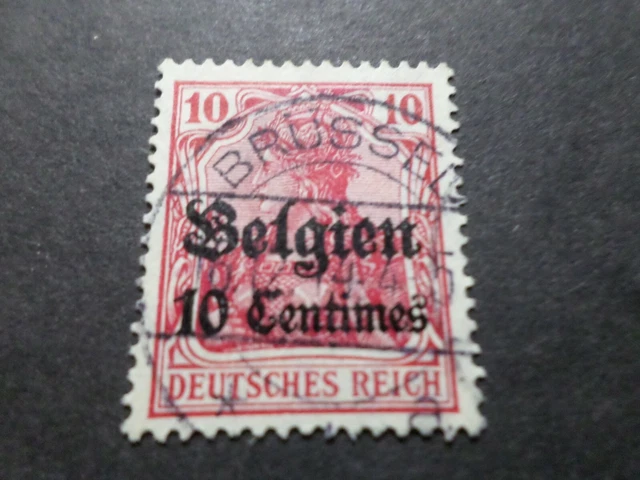 10 10
BRÜSSEL
Belgien
10 Centimes
DEUTSCHES REICH